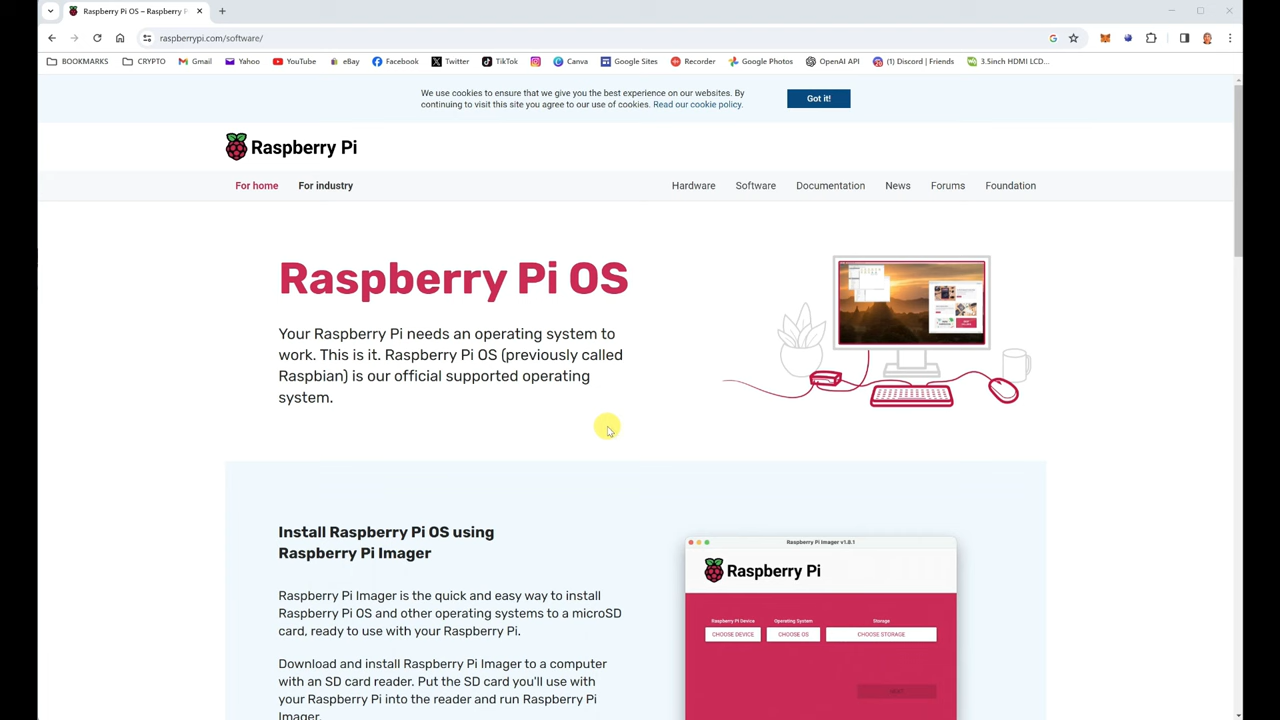 Raspberry Pi OS – Raspberry P
raspberrypi.com/software/
BOOKMARKS CRYPTO Gmail Yahoo YouTube eBay Facebook Twitter TikTok Canva Google Sites Recorder Google Photos OpenAI API (1) Discord | Friends 3.5inch HDMI LCD...
We use cookies to ensure that we give you the best experience on our websites. By
continuing to visit this site you agree to our use of cookies. Read our cookie policy.
Got it!
Raspberry Pi
For home For industry Hardware Software Documentation News Forums Foundation
Raspberry Pi OS
Your Raspberry Pi needs an operating system to
work. This is it. Raspberry Pi OS (previously called
Raspbian) is our official supported operating
system.
Install Raspberry Pi OS using
Raspberry Pi Imager
Raspberry Pi Imager is the quick and easy way to install
Raspberry Pi OS and other operating systems to a microSD
card, ready to use with your Raspberry Pi.
Download and install Raspberry Pi Imager to a computer
with an SD card reader. Put the SD card you'll use with
your Raspberry Pi into the reader and run Raspberry Pi
Imager.
Raspberry Pi Imager v1.8.1
Raspberry Pi
Raspberry Pi Device Operating System Storage
CHOOSE DEVICE CHOOSE OS CHOOSE STORAGE
NEXT